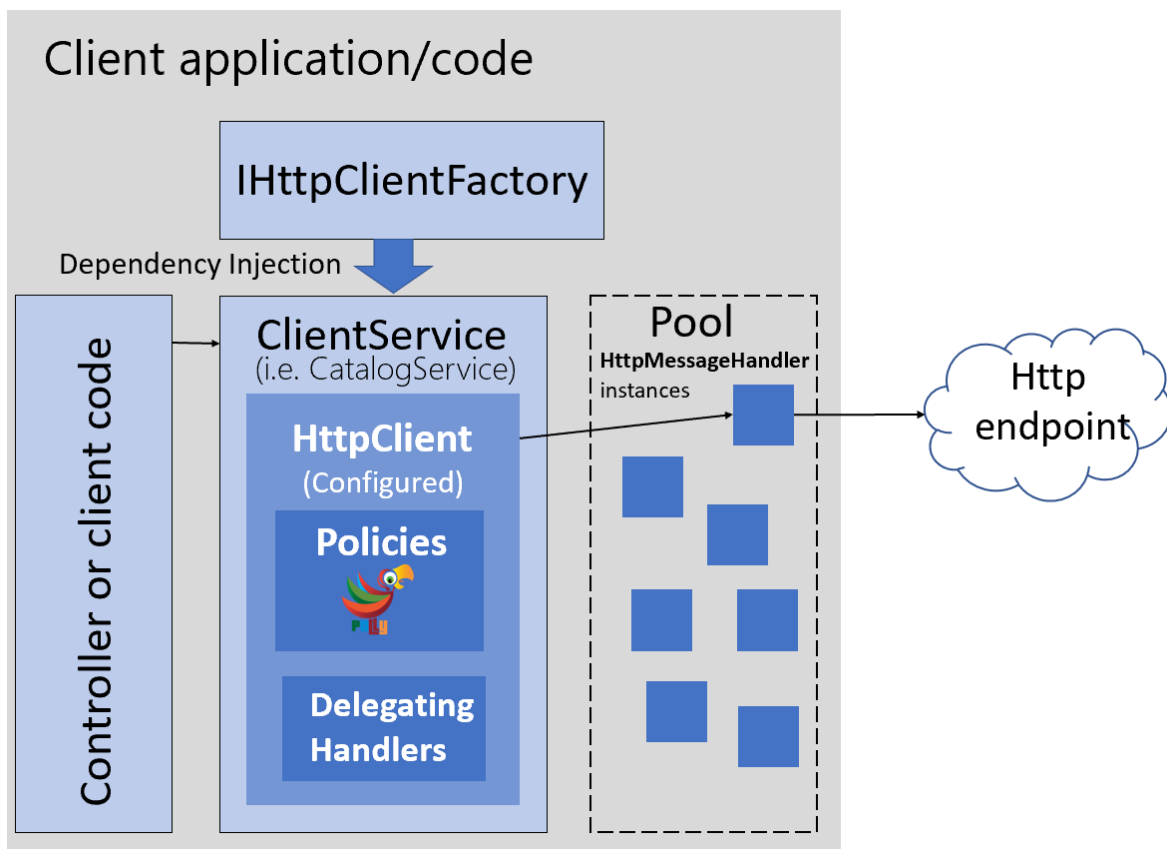 Client application/code
IHttpClientFactory
Dependency Injection
Controller or client code
ClientService
(i.e. CatalogService)
HttpClient
(Configured)
Policies
Delegating
Handlers
Pool
HttpMessageHandler
instances
Http
endpoint